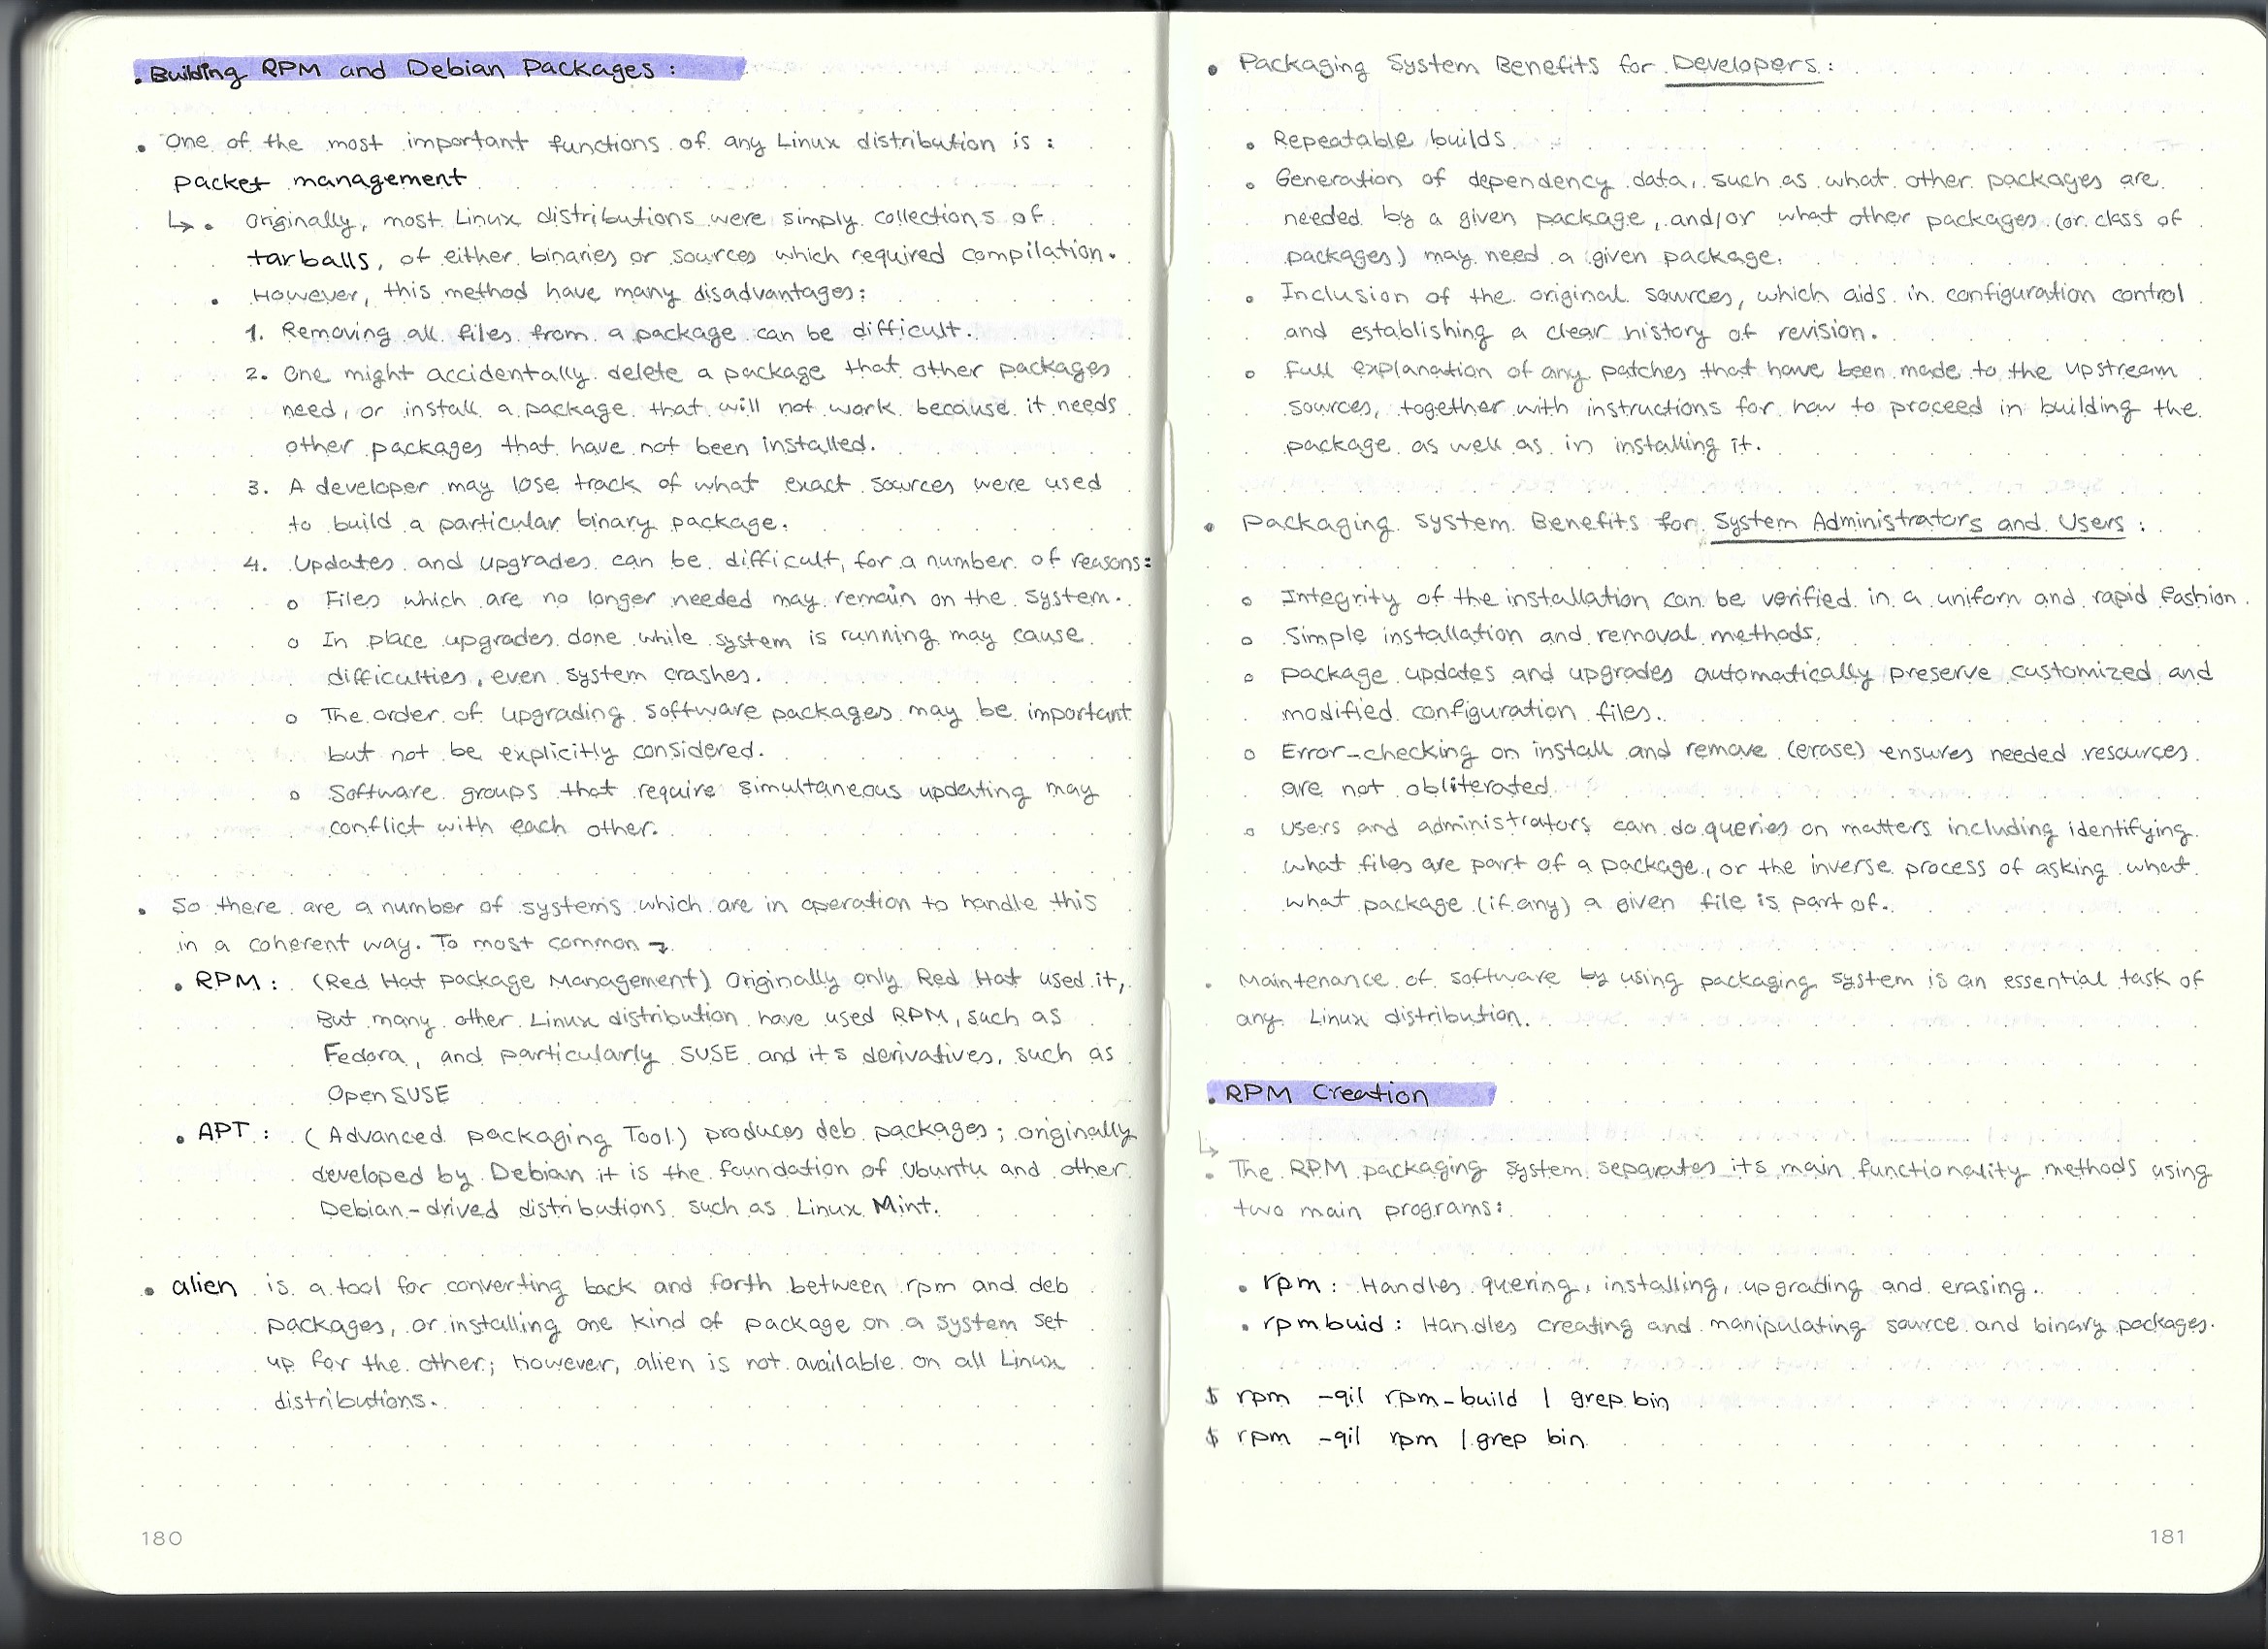 . Building RPM and Debian Packages :
. One of the most important functions of any Linux distribution is :
packet management
↳ . Originally, most Linux distributions were simply collections of
tarballs, of either binaries or sources which required compilation.
. However, this method have many disadvantages:
1. Removing all files from a package can be difficult.
2. One might accidentally delete a package that other packages
need, or install a package that will not work because it needs
other packages that have not been installed.
3. A developer may lose track of what exact sources were used
to build a particular binary package.
4. Updates and upgrades can be difficult, for a number of reasons:
o Files which are no longer needed may remain on the system.
o In place upgrades done while system is running may cause
difficulties, even system crashes.
o The order of upgrading software packages may be important
but not be explicitly considered.
o Software groups that require simultaneous updating may
conflict with each other.
. So there are a number of systems which are in operation to handle this
in a coherent way. To most common ↴
. RPM : (Red Hat Package Management) Originally only Red Hat used it,
But many other Linux distribution have used RPM, such as
Fedora, and particularly SUSE and its derivatives, such as
OpenSUSE
. APT : (Advanced Packaging Tool) produces deb packages; originally
developed by Debian it is the foundation of Ubuntu and other
Debian-drived distributions such as Linux Mint.
. alien is a tool for converting back and forth between rpm and deb
packages, or installing one kind of package on a system set
up for the other; however, alien is not available on all Linux
distributions.
180
. Packaging System Benefits for Developers :
. Repeatable builds
. Generation of dependency data, such as what other packages are
needed by a given package, and/or what other packages (or class of
packages) may need a given package.
o Inclusion of the original sources, which aids in configuration control
and establishing a clear history of revision.
o Full explanation of any patches that have been made to the upstream
sources, together with instructions for how to proceed in building the
package as well as in installing it.
. Packaging System Benefits for System Administrators and Users :
o Integrity of the installation can be verified in a uniform and rapid fashion.
o Simple installation and removal methods.
o Package updates and upgrades automatically preserve customized and
modified configuration files.
o Error-checking on install and remove (erase) ensures needed resources
are not obliterated.
o Users and administrators can do queries on matters including identifying
what files are part of a package, or the inverse process of asking what
what package (if any) a given file is part of.
. Maintenance of software by using packaging system is an essential task of
any Linux distribution.
. RPM Creation
↳
. The RPM packaging system separates its main functionality methods using
two main programs:
. rpm : Handles quering, installing, upgrading and erasing.
. rpmbuid : Handles creating and manipulating source and binary packages.
$ rpm -qil rpm-build | grep bin
$ rpm -qil rpm | grep bin
181